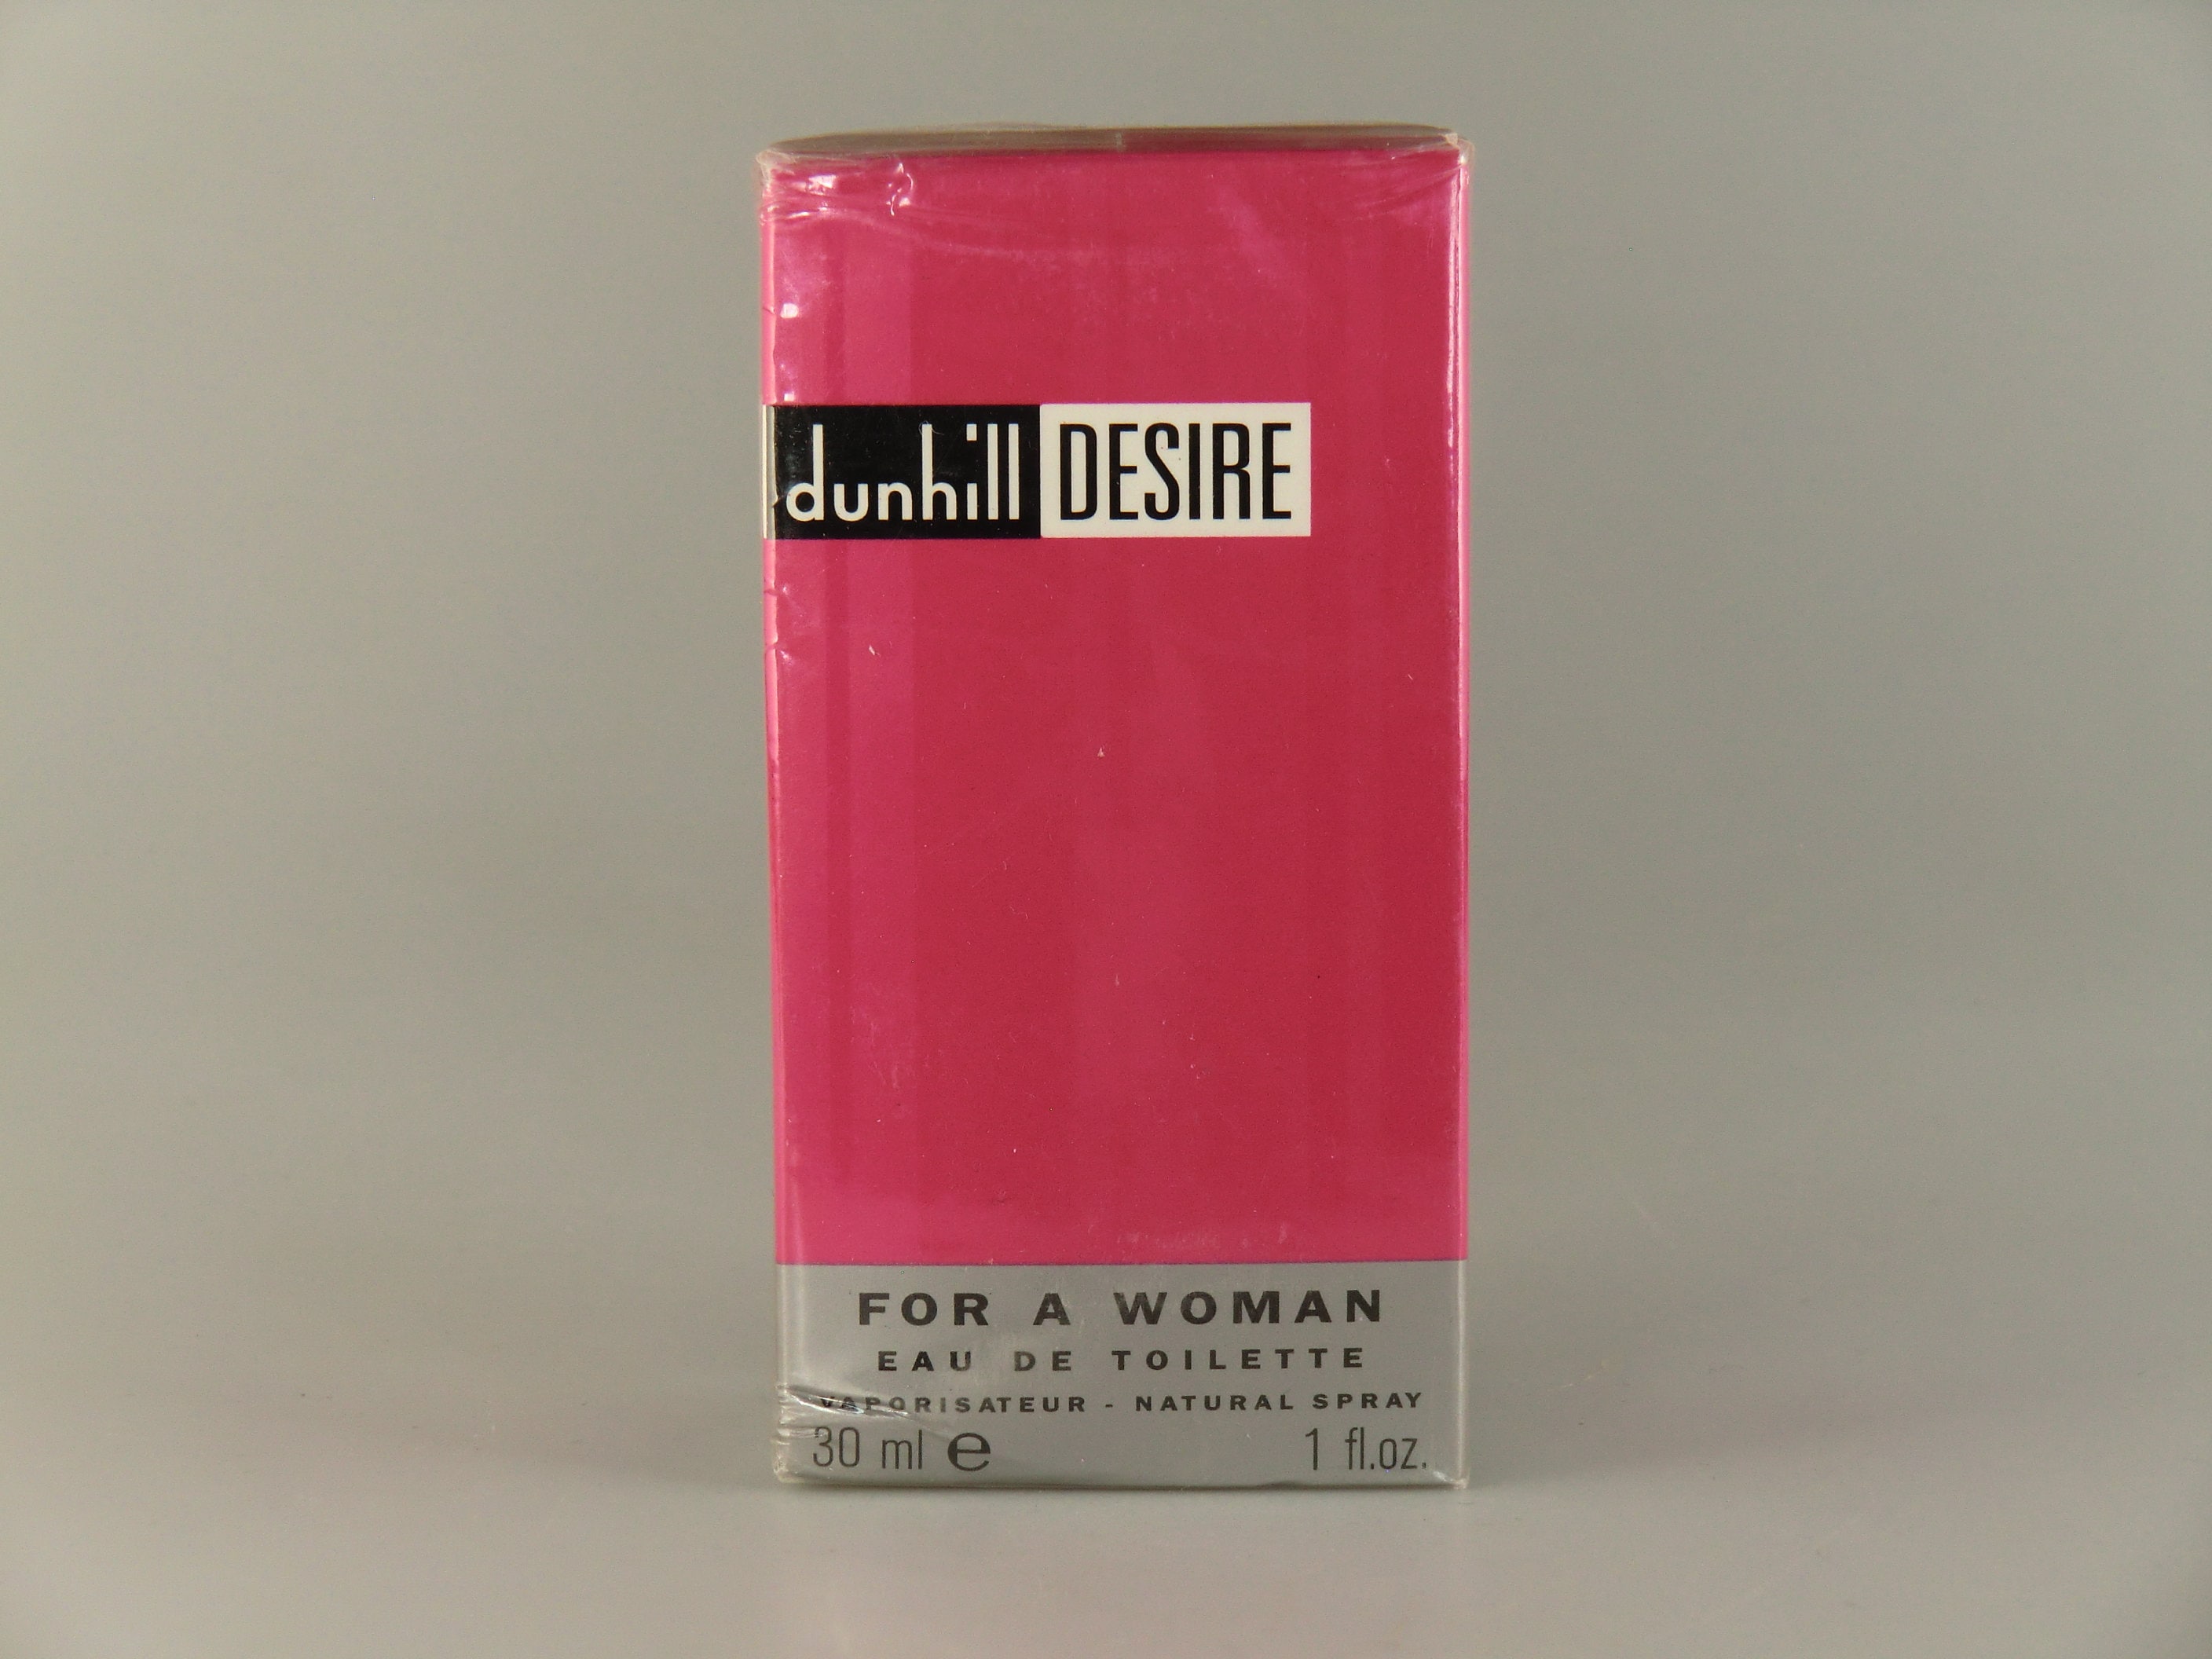 dunhill DESIRE
FOR A WOMAN
EAU DE TOILETTE
VAPORISATEUR - NATURAL SPRAY
30 ml ℮ 1 fl.oz.